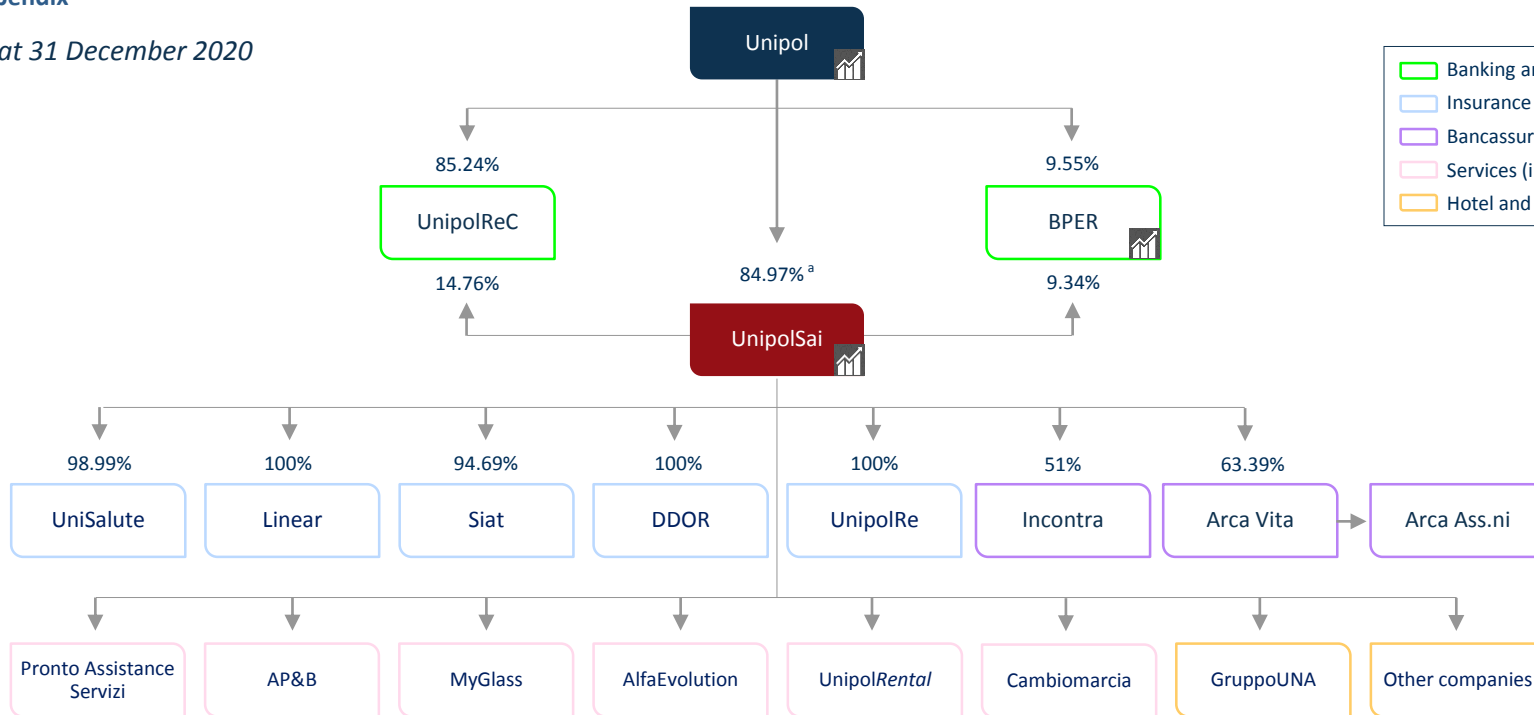 at 31 December 2020
Unipol
Banking
Insurance
Services
Hotel and
85.24%
9.55%
UnipolReC
BPER
84.97% a
14.76%
9.34%
UnipolSai
98.99%
100%
94.69%
100%
100%
51%
63.39%
UniSalute
Linear
Siat
DDOR
UnipolRe
Incontra
Arca Vita
Arca Ass.ni
Pronto Assistance
Servizi
AP&B
MyGlass
AlfaEvolution
UnipolRental
Cambiomarcia
GruppoUNA
Other companies